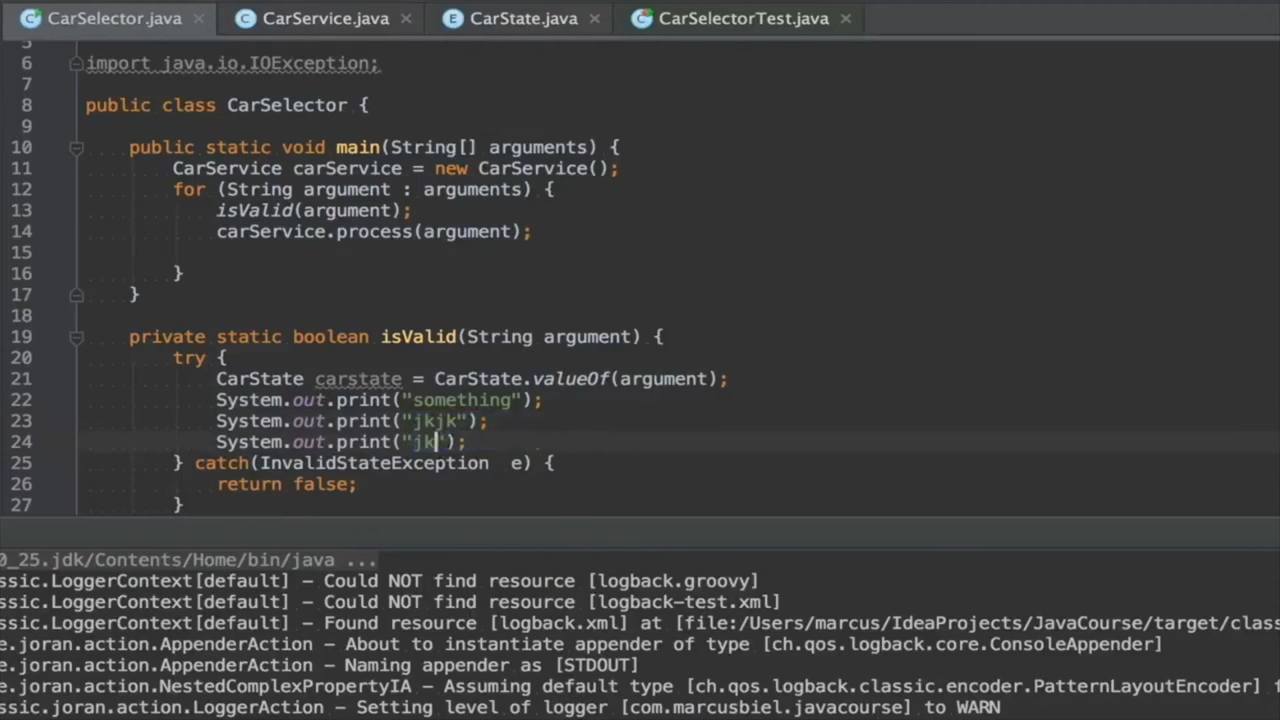 CarSelector.java CarService.java CarState.java CarSelectorTest.java
5
6 import java.io.IOException;
7
8 public class CarSelector {
9
10 public static void main(String[] arguments) {
11 CarService carService = new CarService();
12 for (String argument : arguments) {
13 isValid(argument);
14 carService.process(argument);
15
16 }
17 }
18
19 private static boolean isValid(String argument) {
20 try {
21 CarState carstate = CarState.valueOf(argument);
22 System.out.print("something");
23 System.out.print("jkjk");
24 System.out.print("jk");
25 } catch(InvalidStateException e) {
26 return false;
27 }
0_25.jdk/Contents/Home/bin/java ...
assic.LoggerContext[default] - Could NOT find resource [logback.groovy]
assic.LoggerContext[default] - Could NOT find resource [logback-test.xml]
assic.LoggerContext[default] - Found resource [logback.xml] at [file:/Users/marcus/IdeaProjects/JavaCourse/target/class
e.joran.action.AppenderAction - About to instantiate appender of type [ch.qos.logback.core.ConsoleAppender]
e.joran.action.AppenderAction - Naming appender as [STDOUT]
e.joran.action.NestedComplexPropertyIA - Assuming default type [ch.qos.logback.classic.encoder.PatternLayoutEncoder] f
assic.joran.action.LoggerAction - Setting level of logger [com.marcusbiel.javacourse] to WARN